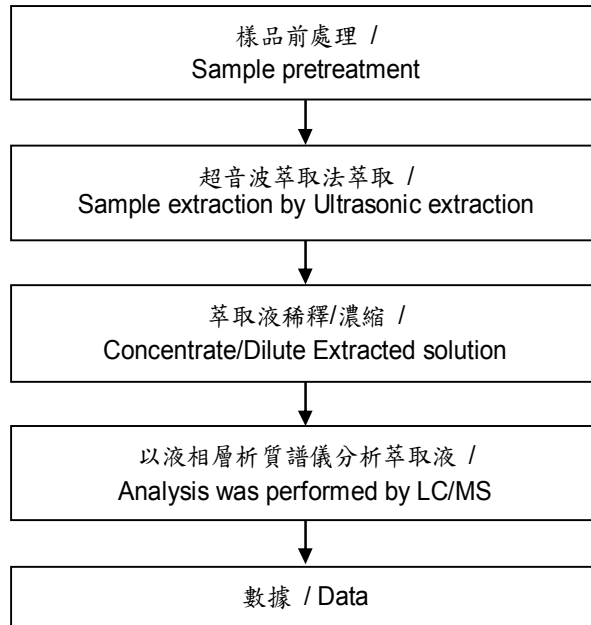 樣品前處理 /
Sample pretreatment
超音波萃取法萃取 /
Sample extraction by Ultrasonic extraction
萃取液稀釋/濃縮 /
Concentrate/Dilute Extracted solution
以液相層析質譜儀分析萃取液 /
Analysis was performed by LC/MS
數據 / Data